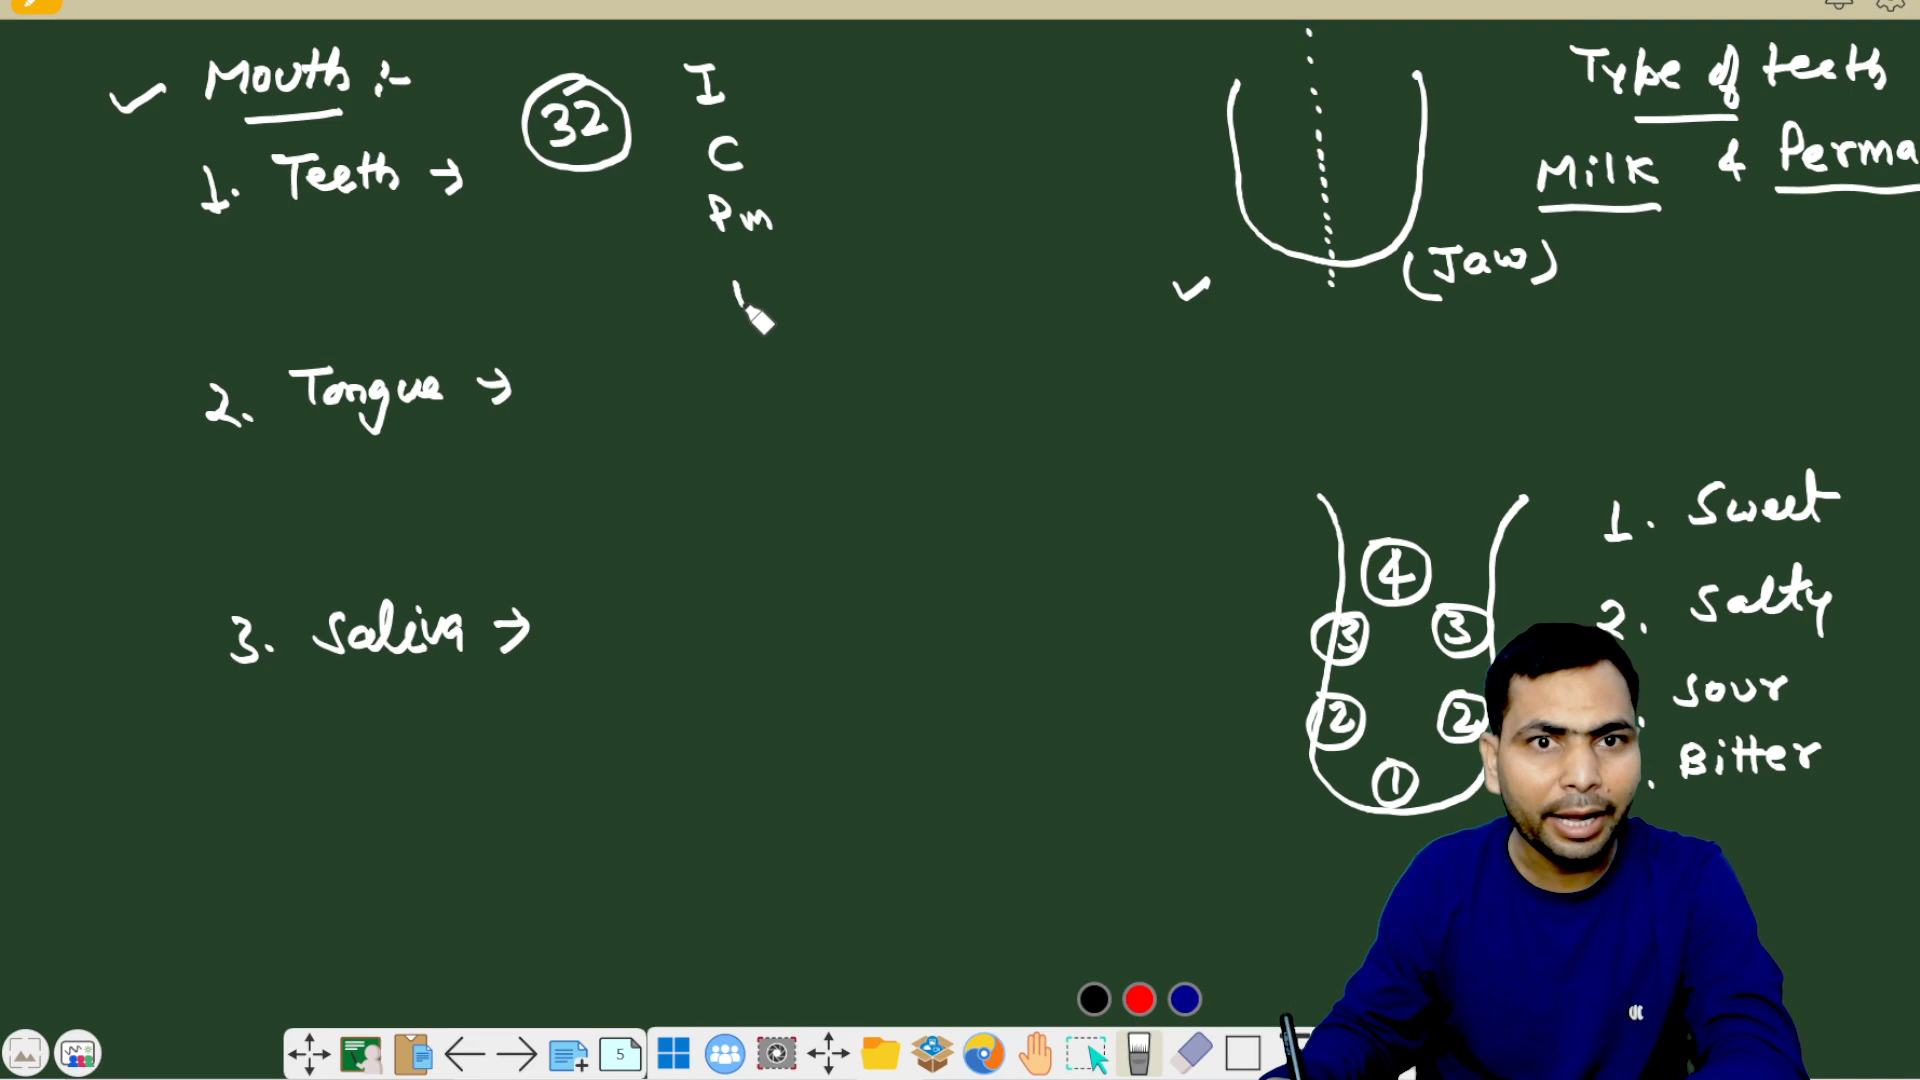 Mouth :-
1. Teeth →
32
I
C
Pm
2. Tongue →
3. Saliva →
Type of teeth
Milk & Perma
(Jaw)
4
3 3
2 2
1
1. Sweet
2. Salty
. Sour
. Bitter
5